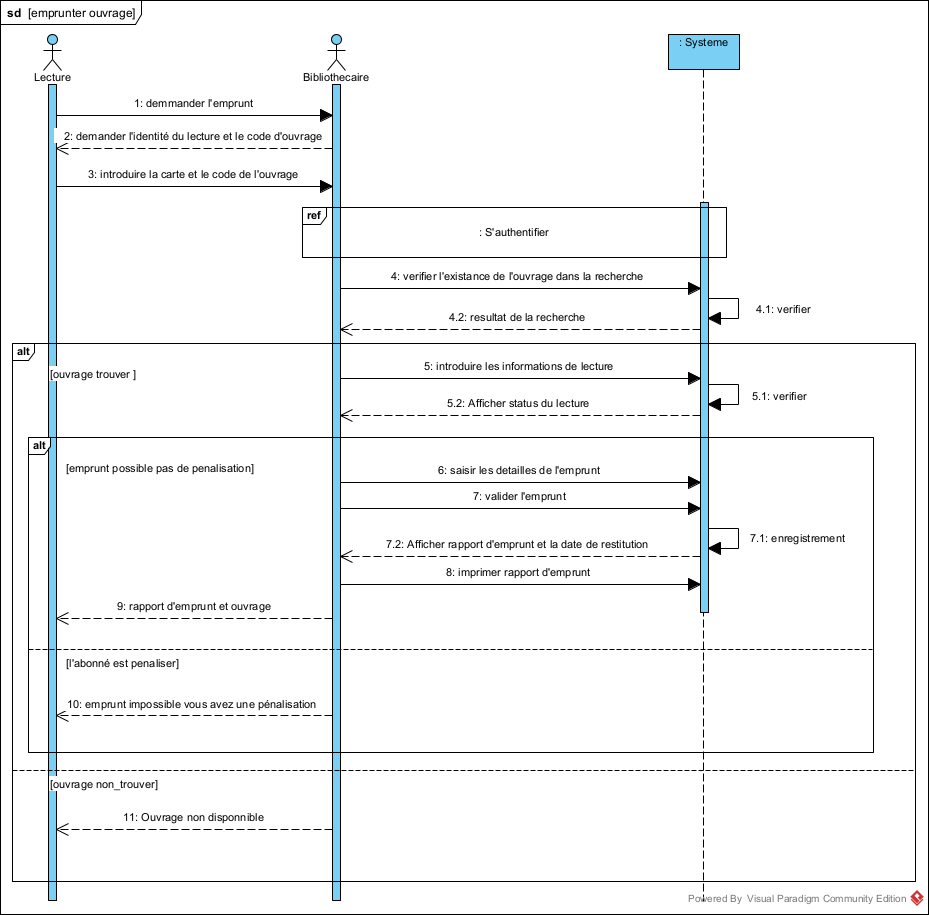 sd [emprunter ouvrage]
Lecture
Bibliothecaire
: Systeme
1: demmander l'emprunt
2: demander l'identité du lecture et le code d'ouvrage
3: introduire la carte et le code de l'ouvrage
ref
: S'authentifier
4: verifier l'existance de l'ouvrage dans la recherche
4.1: verifier
4.2: resultat de la recherche
alt
[ouvrage trouver ]
5: introduire les informations de lecture
5.1: verifier
5.2: Afficher status du lecture
alt
[emprunt possible pas de penalisation]
6: saisir les detailles de l'emprunt
7: valider l'emprunt
7.1: enregistrement
7.2: Afficher rapport d'emprunt et la date de restitution
8: imprimer rapport d'emprunt
9: rapport d'emprunt et ouvrage
[l'abonné est penaliser]
10: emprunt impossible vous avez une pénalisation
[ouvrage non_trouver]
11: Ouvrage non disponnible
Powered By Visual Paradigm Community Edition